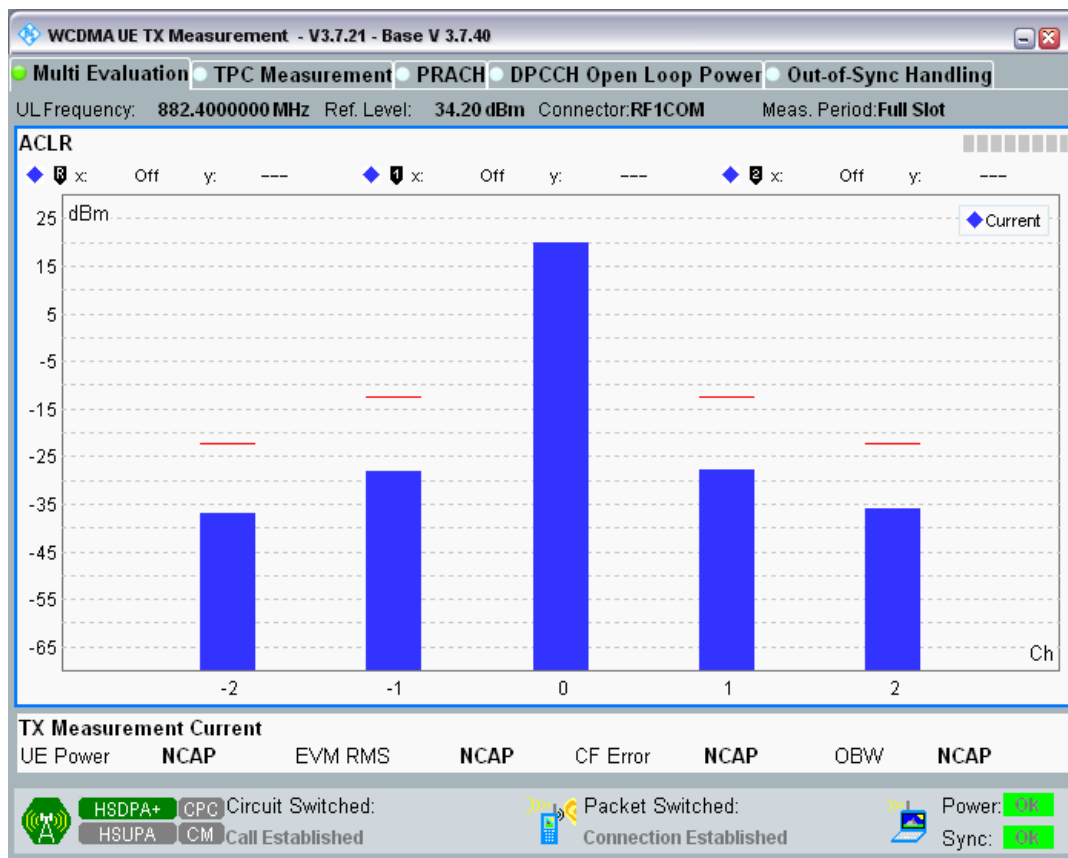 WCDMA UE TX Measurement - V3.7.21 - Base V 3.7.40
Multi Evaluation TPC Measurement PRACH DPCCH Open Loop Power Out-of-Sync Handling
UL Frequency: 882.4000000 MHz Ref. Level: 34.20 dBm Connector:RF1COM Meas. Period:Full Slot
ACLR
R x: Off y: --- 1 x: Off y: --- 2 x: Off y: ---
dBm
Current
25
15
5
-5
-15
-25
-35
-45
-55
-65
Ch
-2 -1 0 1 2
TX Measurement Current
UE Power NCAP EVM RMS NCAP CF Error NCAP OBW NCAP
HSDPA+ CPC Circuit Switched: Packet Switched: Power: OK
HSUPA CM Call Established Connection Established Sync: OK